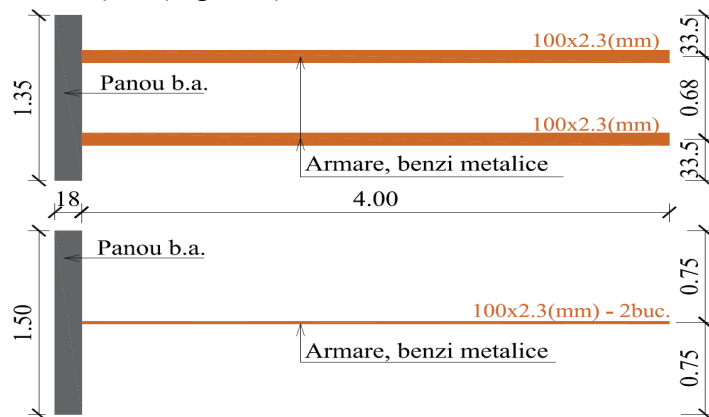 100x2.3(mm)
33.5
Panou b.a.
1.35
0.68
100x2.3(mm)
Armare, benzi metalice
33.5
18
4.00
Panou b.a.
0.75
1.50
100x2.3(mm) - 2buc.
Armare, benzi metalice
0.75